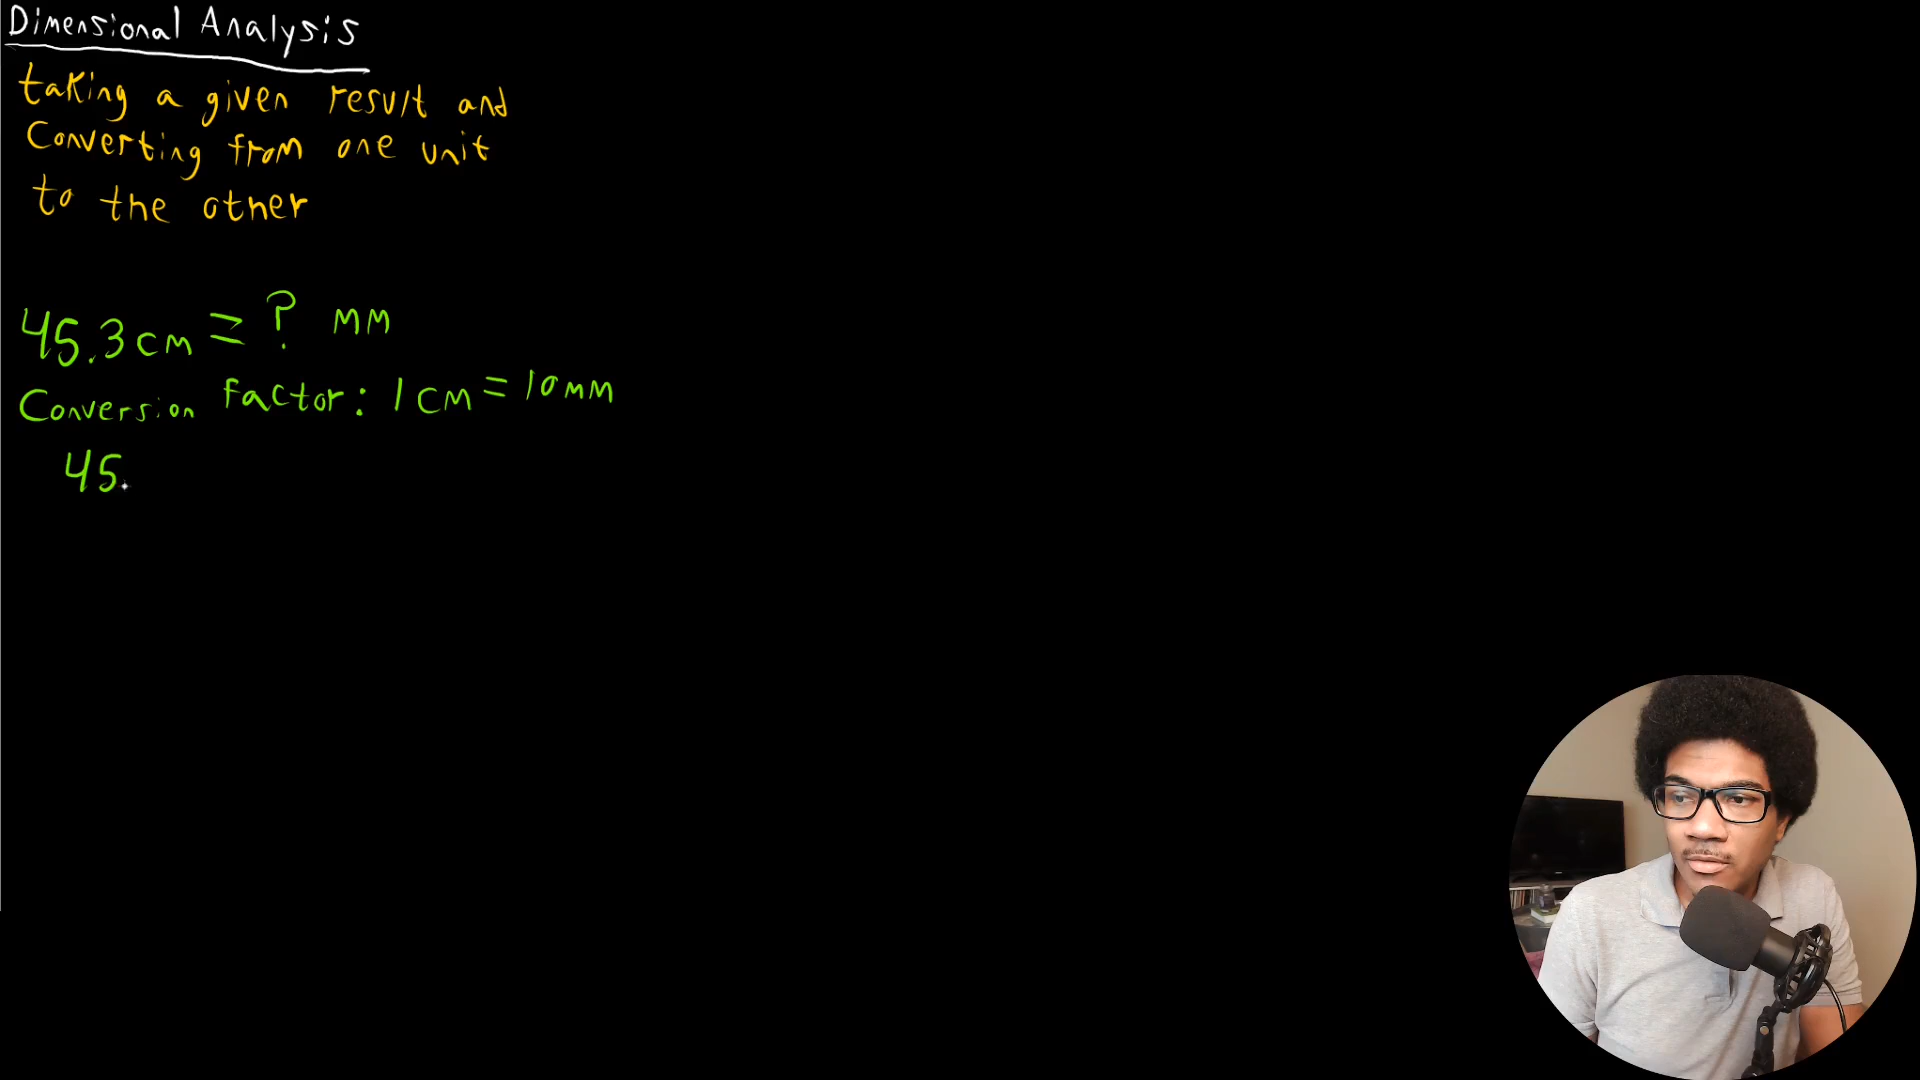 Dimensional Analysis
taking a given result and
Converting from one unit
to the other
45.3 cm = ? mm
Conversion factor: 1 cm = 10 mm
45.